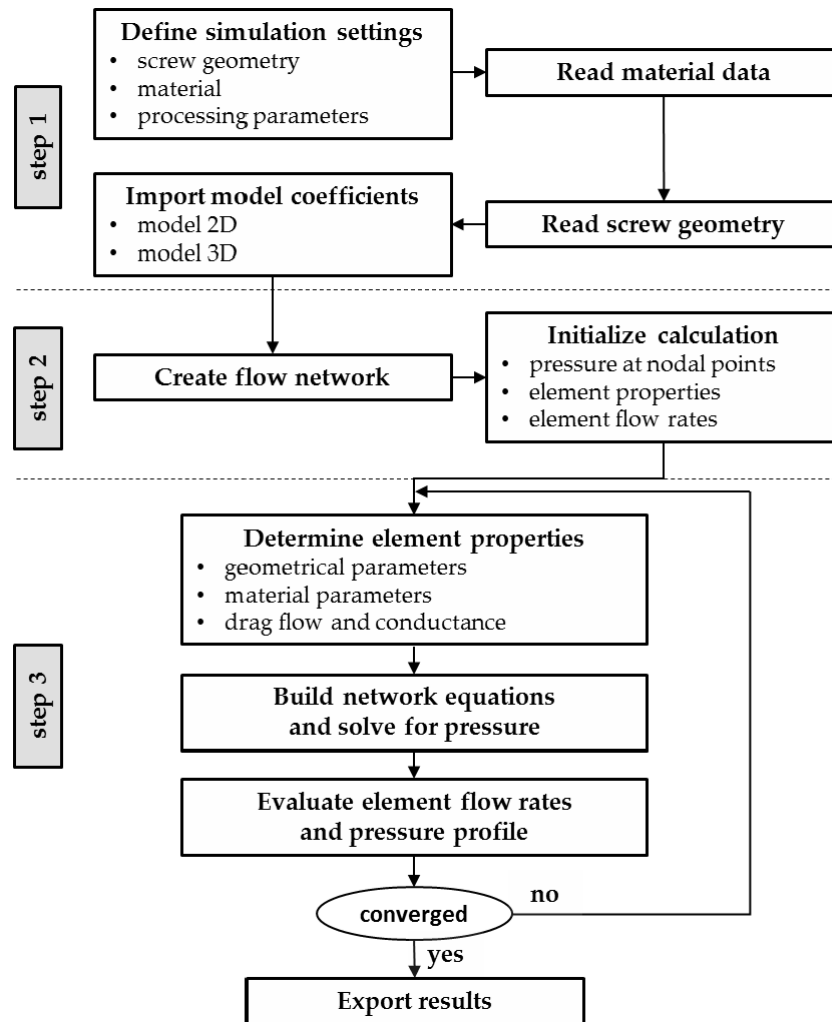 step 1
Define simulation settings
• screw geometry
• material
• processing parameters
Read material data
Read screw geometry
Import model coefficients
• model 2D
• model 3D
step 2
Create flow network
Initialize calculation
• pressure at nodal points
• element properties
• element flow rates
step 3
Determine element properties
• geometrical parameters
• material parameters
• drag flow and conductance
Build network equations
and solve for pressure
Evaluate element flow rates
and pressure profile
converged
no
yes
Export results